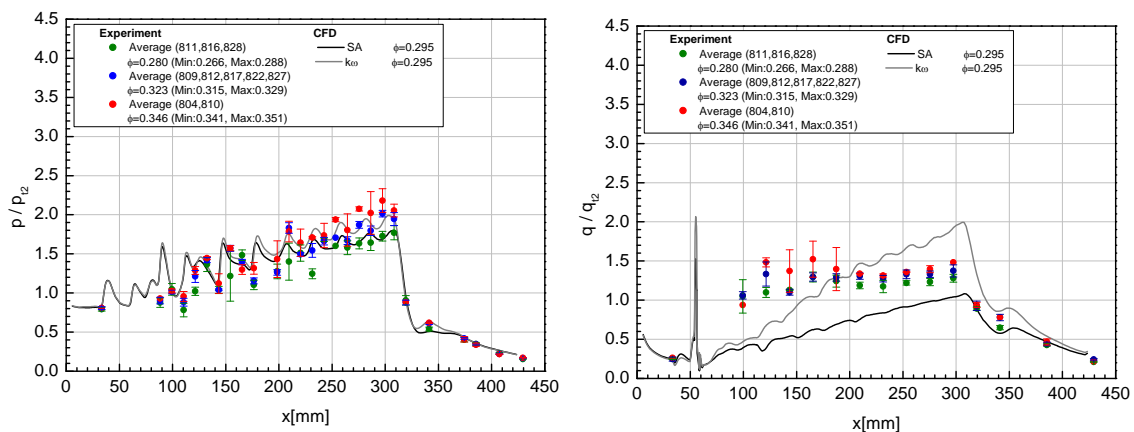 4.5
4.0
3.5
3.0
2.5
2.0
1.5
1.0
0.5
0.0
p / p_t2
Experiment CFD
Average (811,816,828) SA ϕ=0.295
ϕ=0.280 (Min:0.266, Max:0.288) kω ϕ=0.295
Average (809,812,817,822,827)
ϕ=0.323 (Min:0.315, Max:0.329)
Average (804,810)
ϕ=0.346 (Min:0.341, Max:0.351)
0 50 100 150 200 250 300 350 400 450
x[mm]
4.5
4.0
3.5
3.0
2.5
2.0
1.5
1.0
0.5
0.0
q / q_t2
Experiment CFD
Average (811,816,828) SA ϕ=0.295
ϕ=0.280 (Min:0.266, Max:0.288) kω ϕ=0.295
Average (809,812,817,822,827)
ϕ=0.323 (Min:0.315, Max:0.329)
Average (804,810)
ϕ=0.346 (Min:0.341, Max:0.351)
0 50 100 150 200 250 300 350 400 450
x[mm]